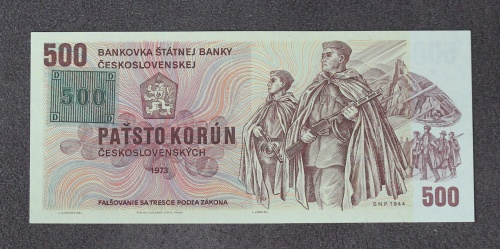 500
BANKOVKA ŠTÁTNEJ BANKY
ČESKOSLOVENSKEJ
D D
500
D D
PÄŤSTO KORÚN
ČESKOSLOVENSKÝCH
1973
FALŠOVANIE SA TRESCE PODĽA ZÁKONA
SNP 1944
500